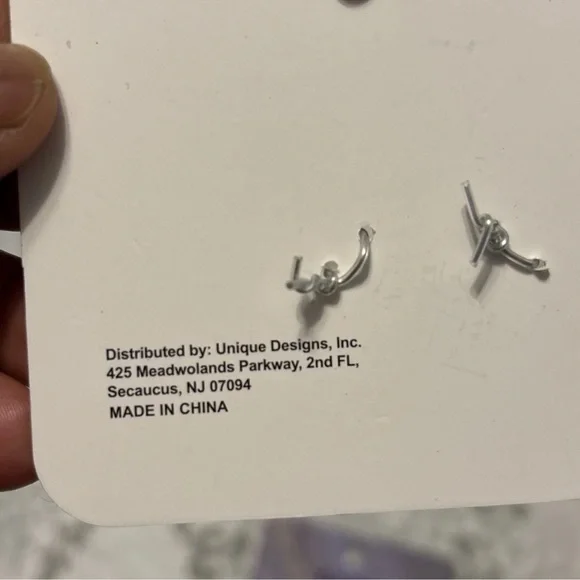 Distributed by: Unique Designs, Inc.
425 Meadwolands Parkway, 2nd FL,
Secaucus, NJ 07094
MADE IN CHINA